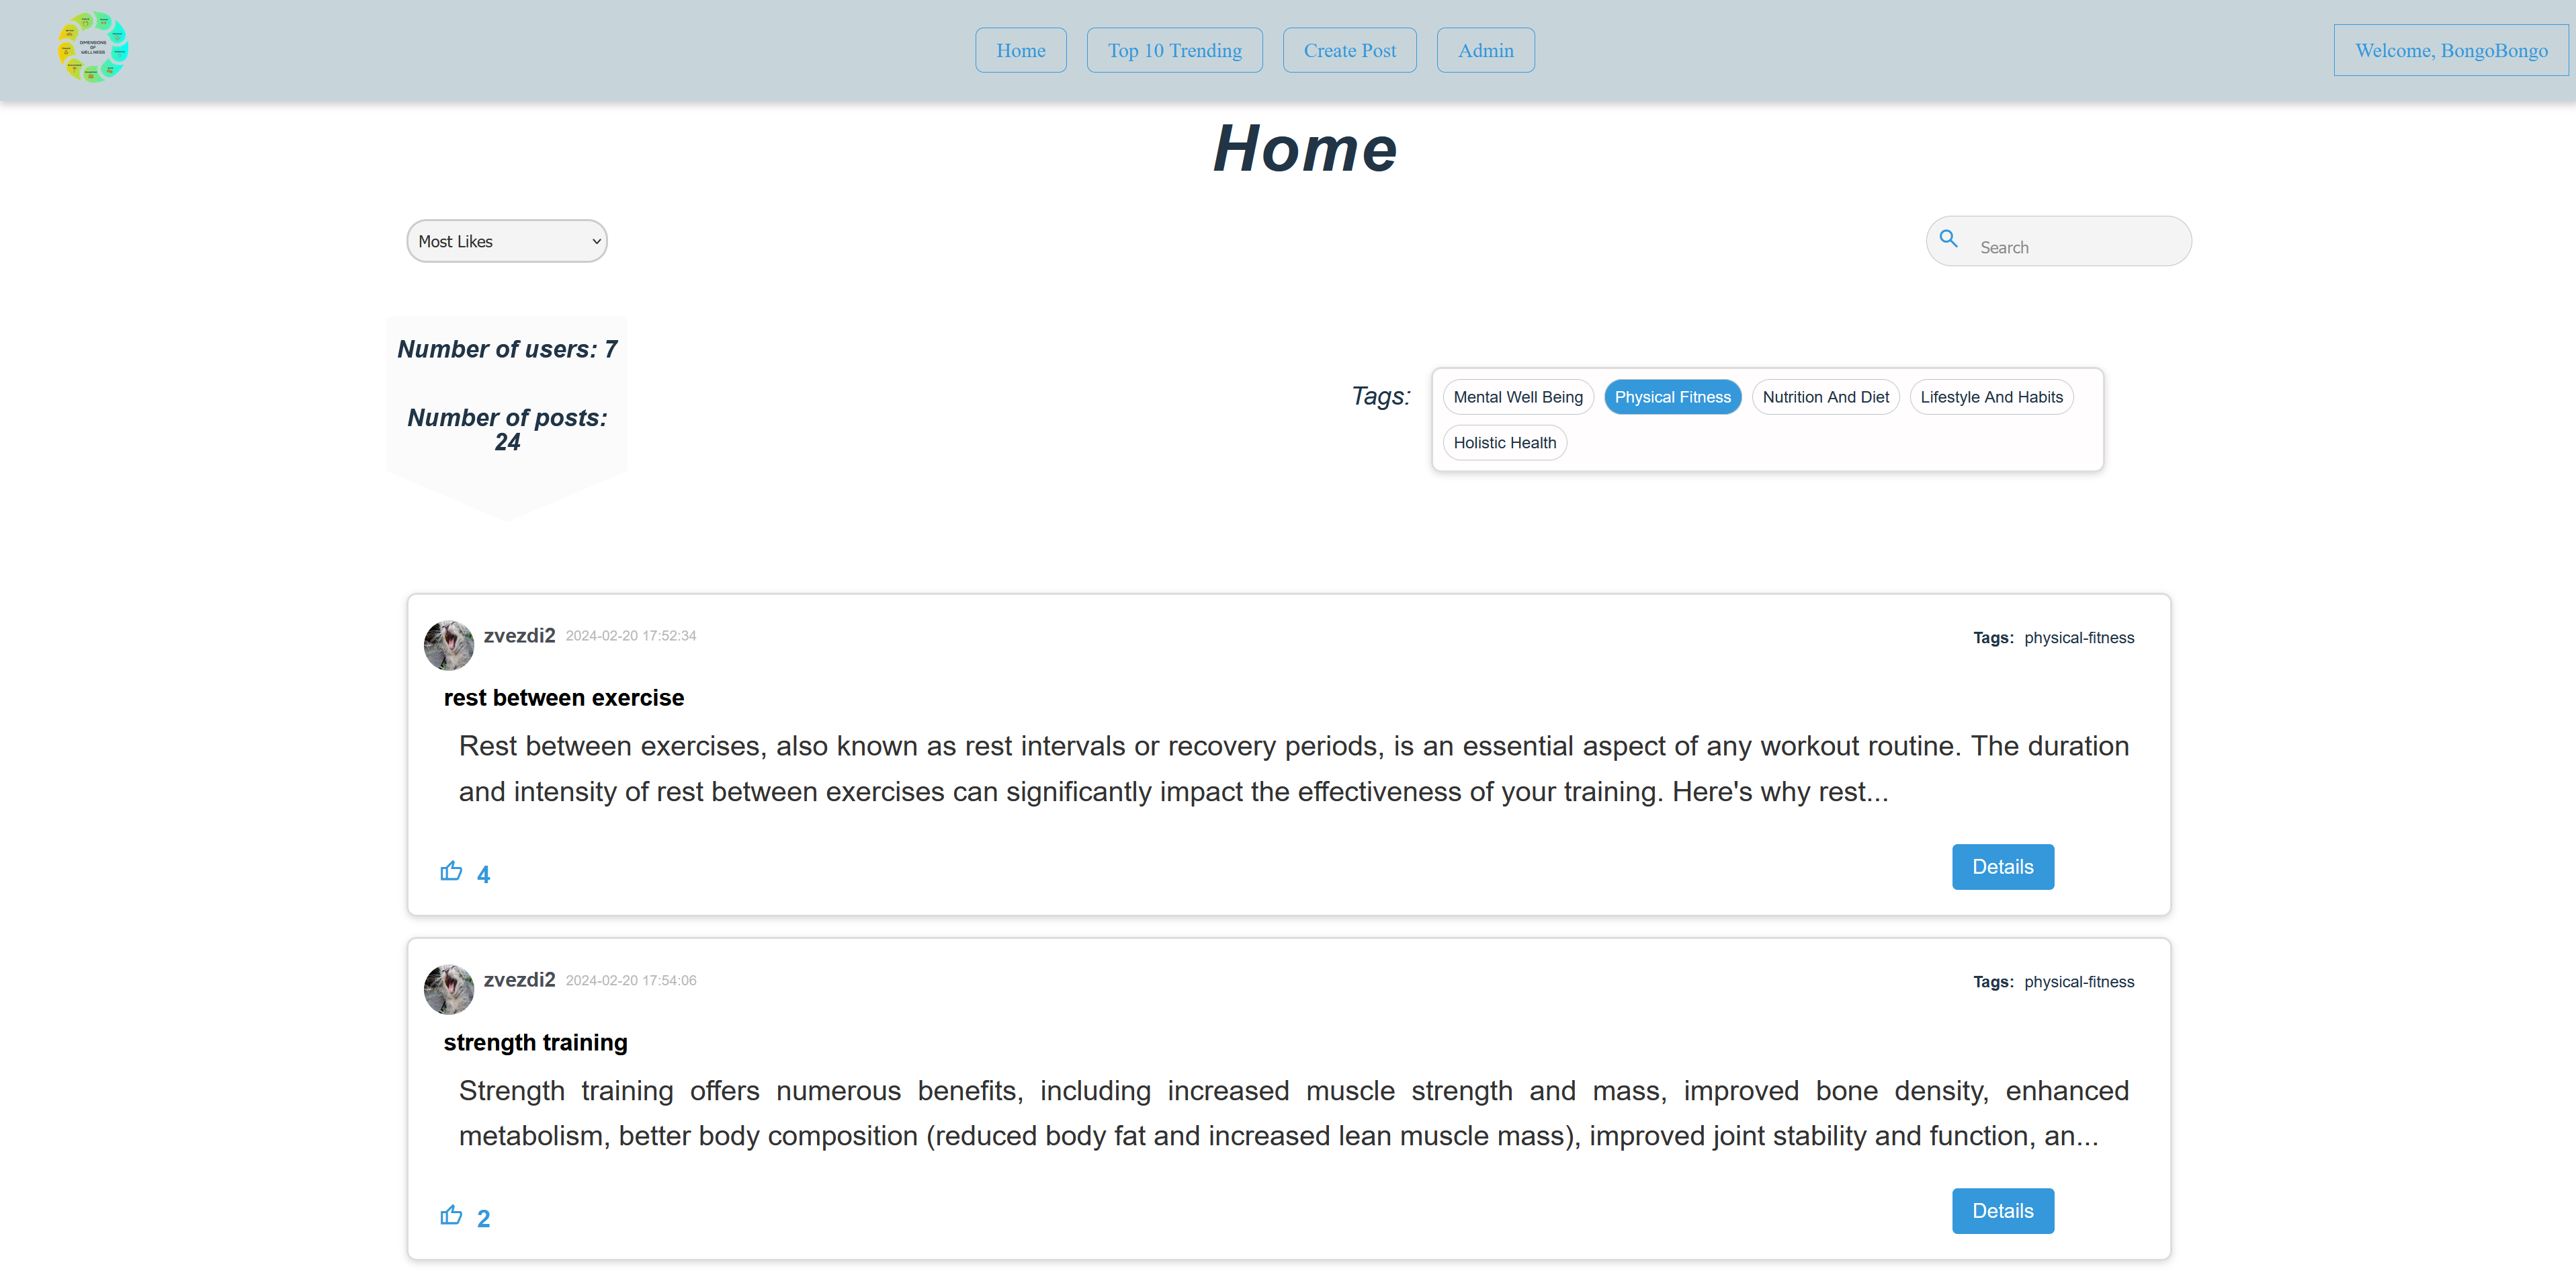 DIMENSIONS
OF
WELLNESS
Home
Top 10 Trending
Create Post
Admin
Welcome, BongoBongo
Home
Most Likes
Search
Number of users: 7
Number of posts:
24
Tags:
Mental Well Being
Physical Fitness
Nutrition And Diet
Lifestyle And Habits
Holistic Health
zvezdi2 2024-02-20 17:52:34
Tags: physical-fitness
rest between exercise
Rest between exercises, also known as rest intervals or recovery periods, is an essential aspect of any workout routine. The duration
and intensity of rest between exercises can significantly impact the effectiveness of your training. Here's why rest...
4
Details
zvezdi2 2024-02-20 17:54:06
Tags: physical-fitness
strength training
Strength training offers numerous benefits, including increased muscle strength and mass, improved bone density, enhanced
metabolism, better body composition (reduced body fat and increased lean muscle mass), improved joint stability and function, an...
2
Details